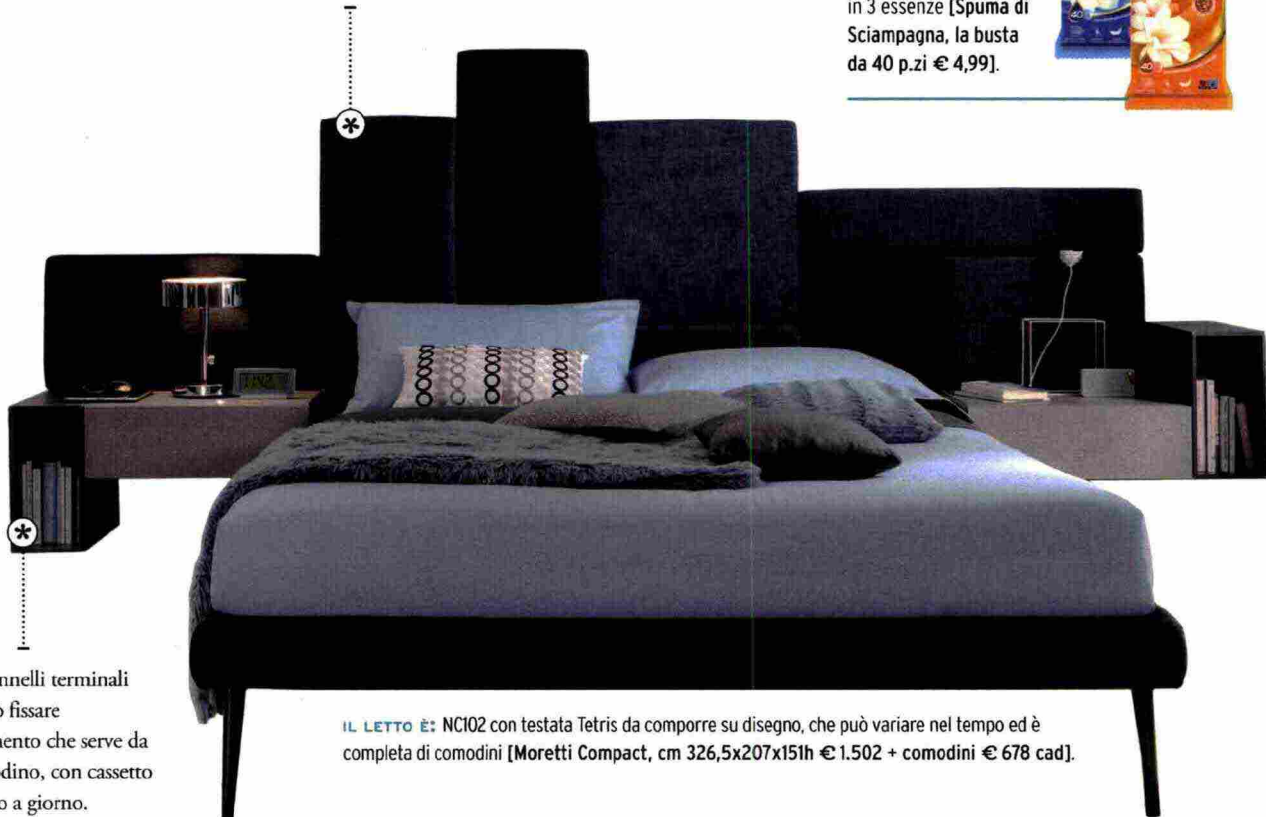 in 3 essenze [Spuma di
Sciampagna, la busta
da 40 p.zi € 4,99].
40
40
nnelli terminali
o fissare
nento che serve da
dino, con cassetto
o a giorno.
IL LETTO È: NC102 con testata Tetris da comporre su disegno, che può variare nel tempo ed è
completa di comodini [Moretti Compact, cm 326,5x207x151h € 1.502 + comodini € 678 cad].